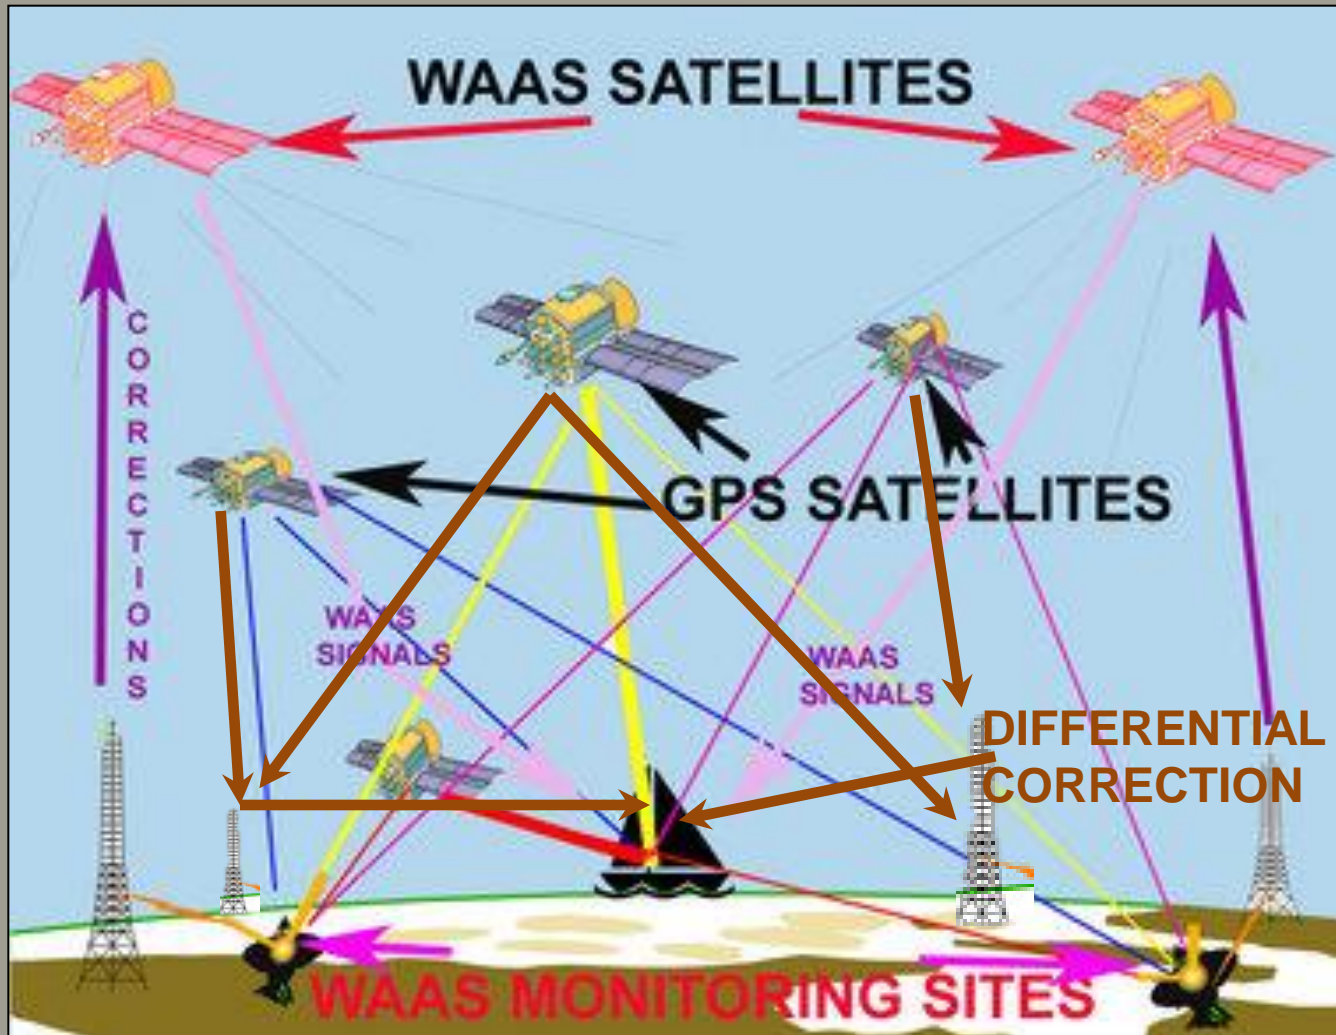 WAAS SATELLITES
CORRECTIONS
GPS SATELLITES
WAAS
SIGNALS
WAAS
SIGNALS
DIFFERENTIAL
CORRECTION
WAAS MONITORING SITES